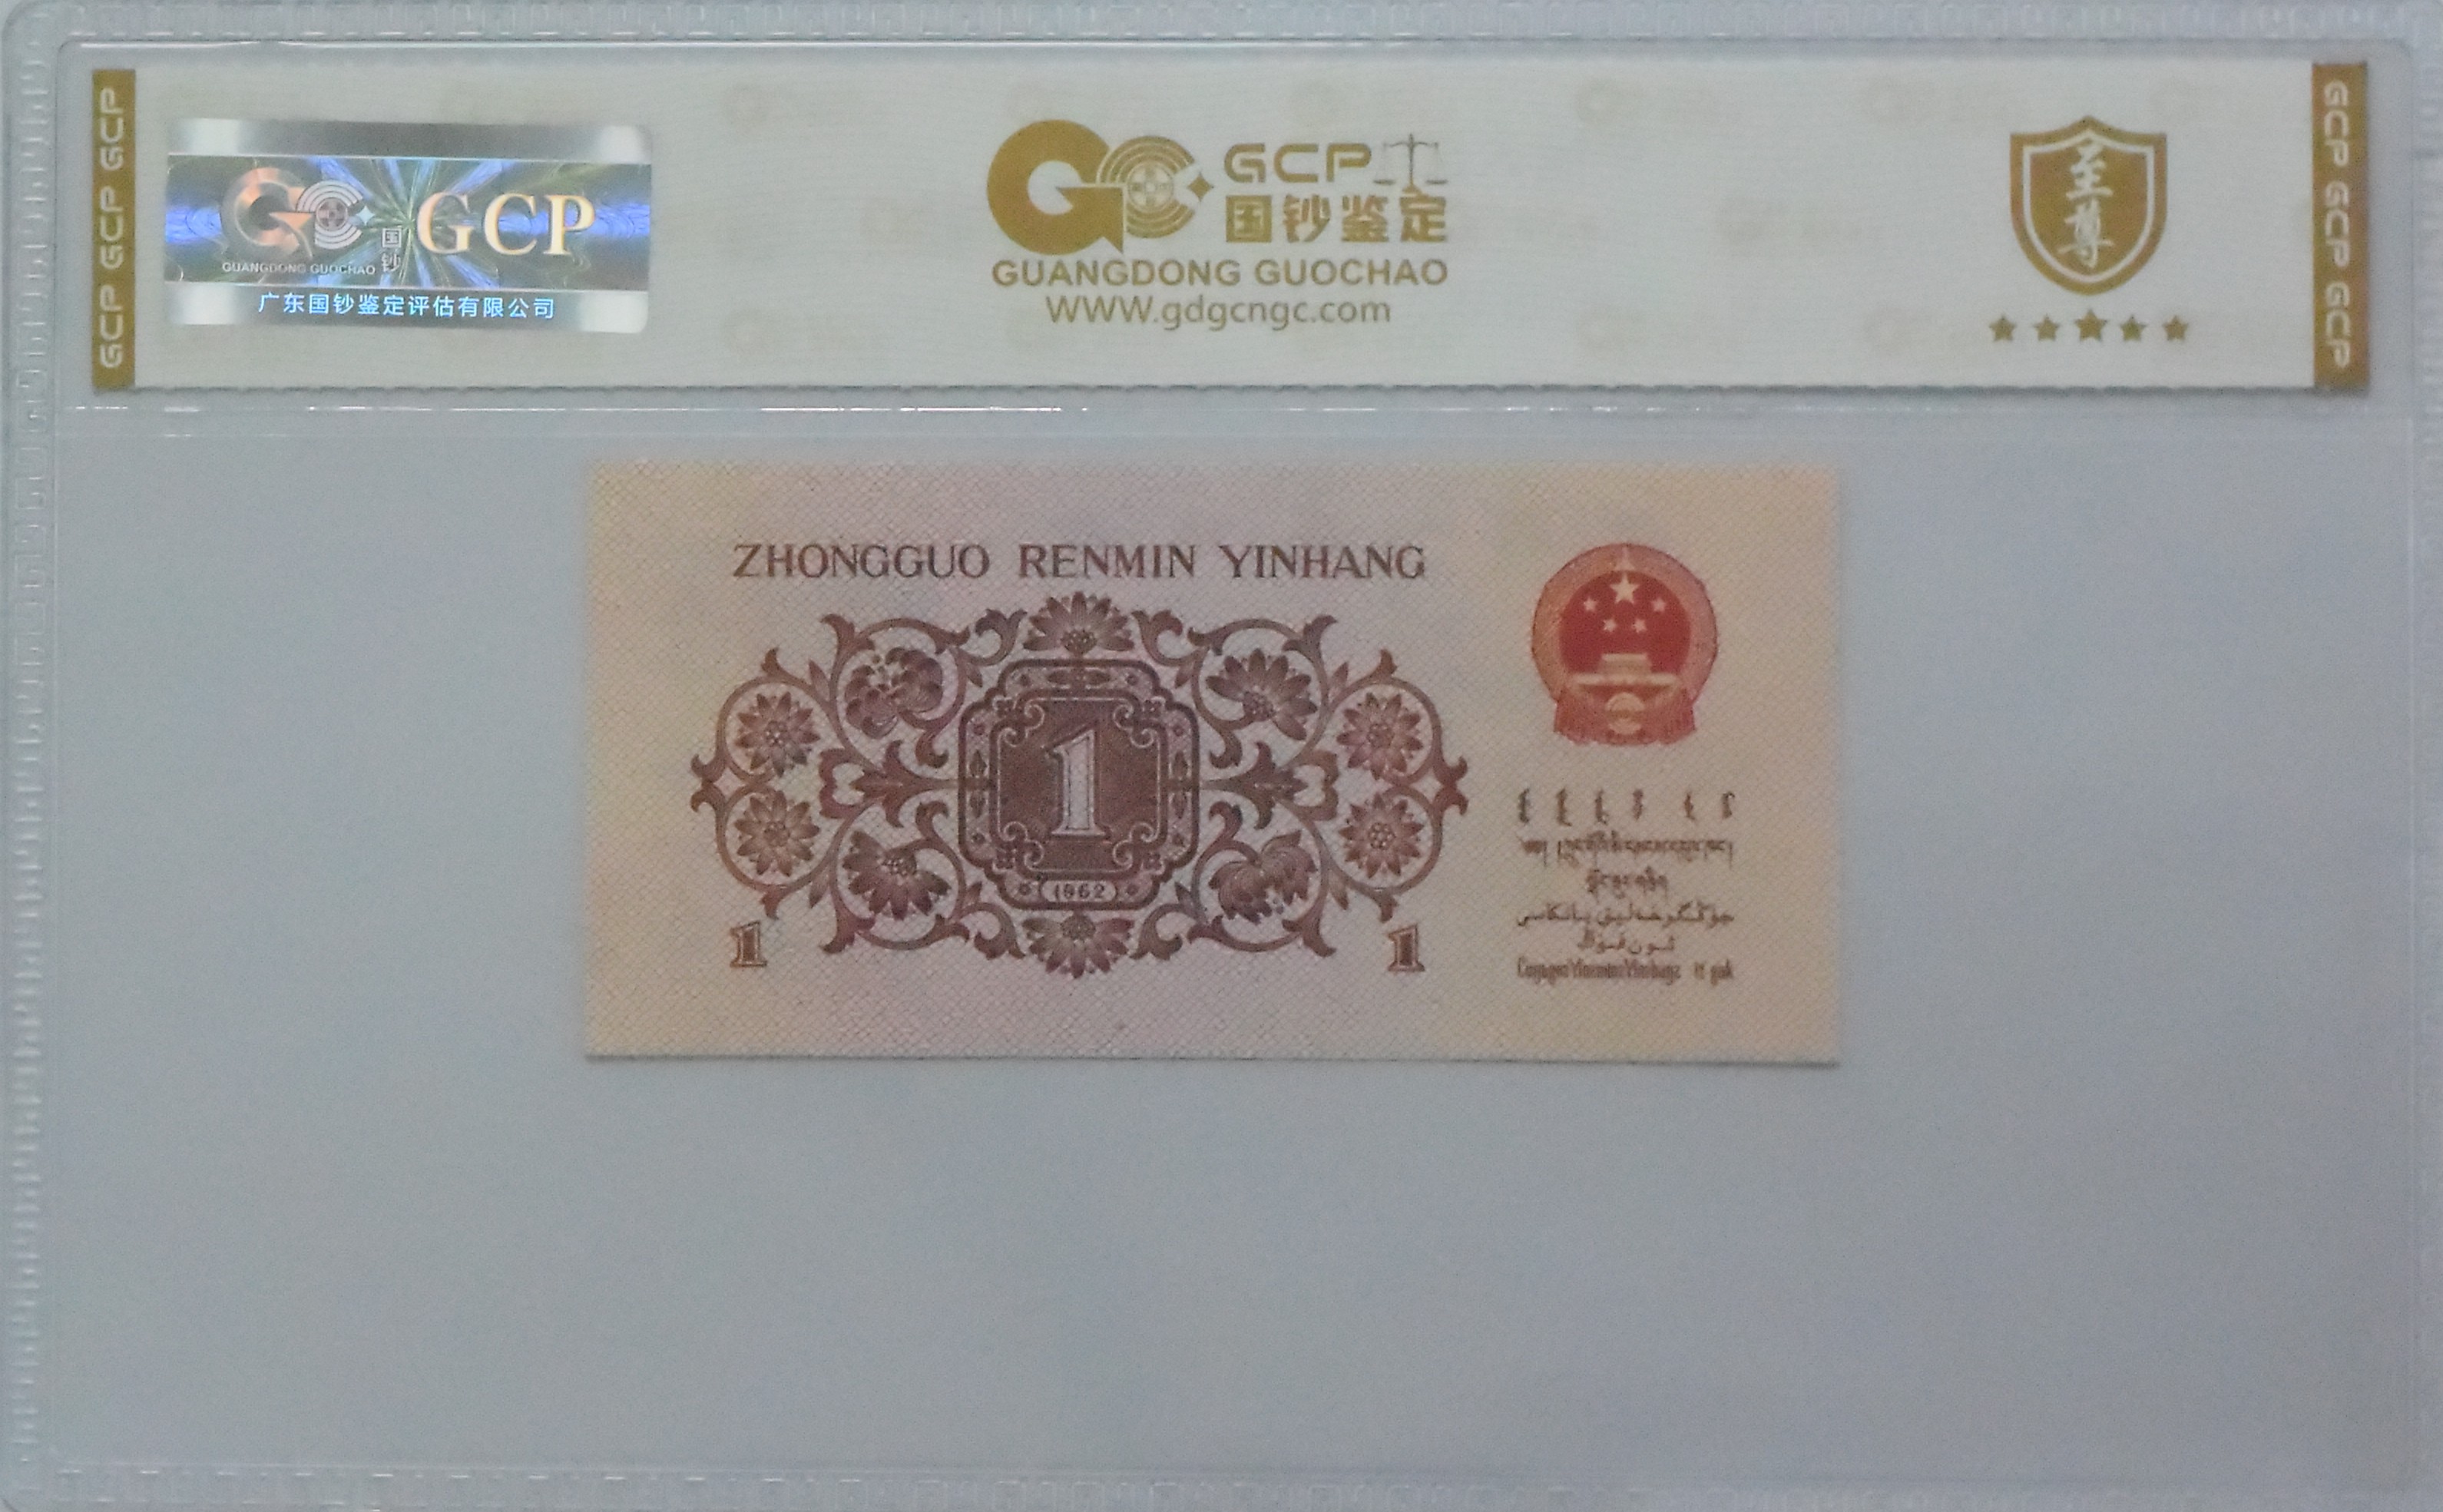 GCP GCP GCP
GUANGDONG GUOCHAO
国钞
GCP
广东国钞鉴定评估有限公司
GCP
国钞鉴定
GUANGDONG GUOCHAO
WWW.gdgcngc.com
至尊
GCP GCP GCP
ZHONGGUO RENMIN YINHANG
1
(1962)
1
1